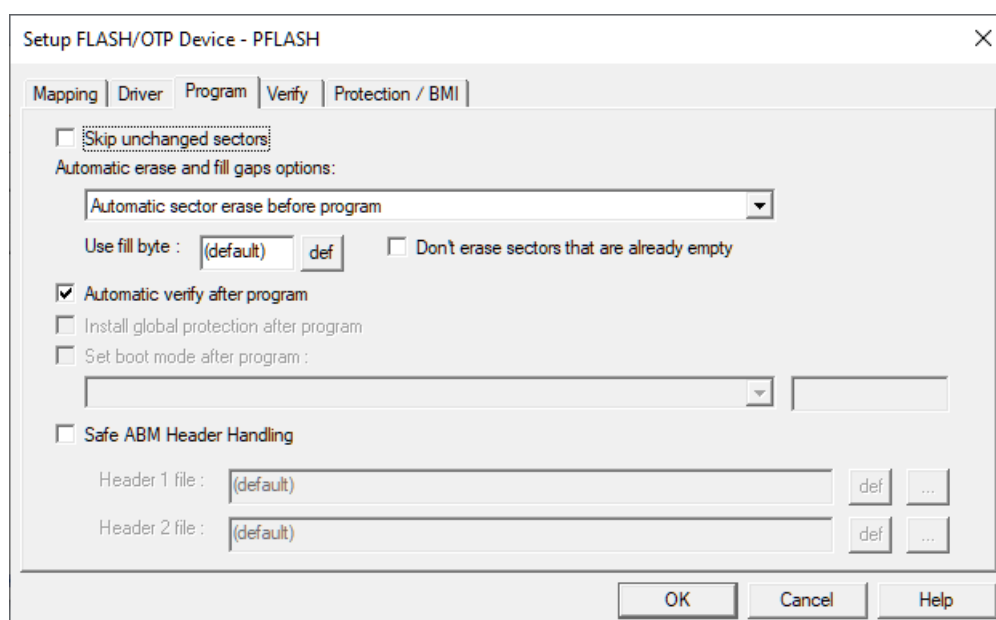 Setup FLASH/OTP Device - PFLASH
Mapping Driver Program Verify Protection / BMI
Skip unchanged sectors
Automatic erase and fill gaps options:
Automatic sector erase before program
Use fill byte : (default) def Don't erase sectors that are already empty
Automatic verify after program
Install global protection after program
Set boot mode after program :
Safe ABM Header Handling
Header 1 file : (default) def ...
Header 2 file : (default) def ...
OK Cancel Help